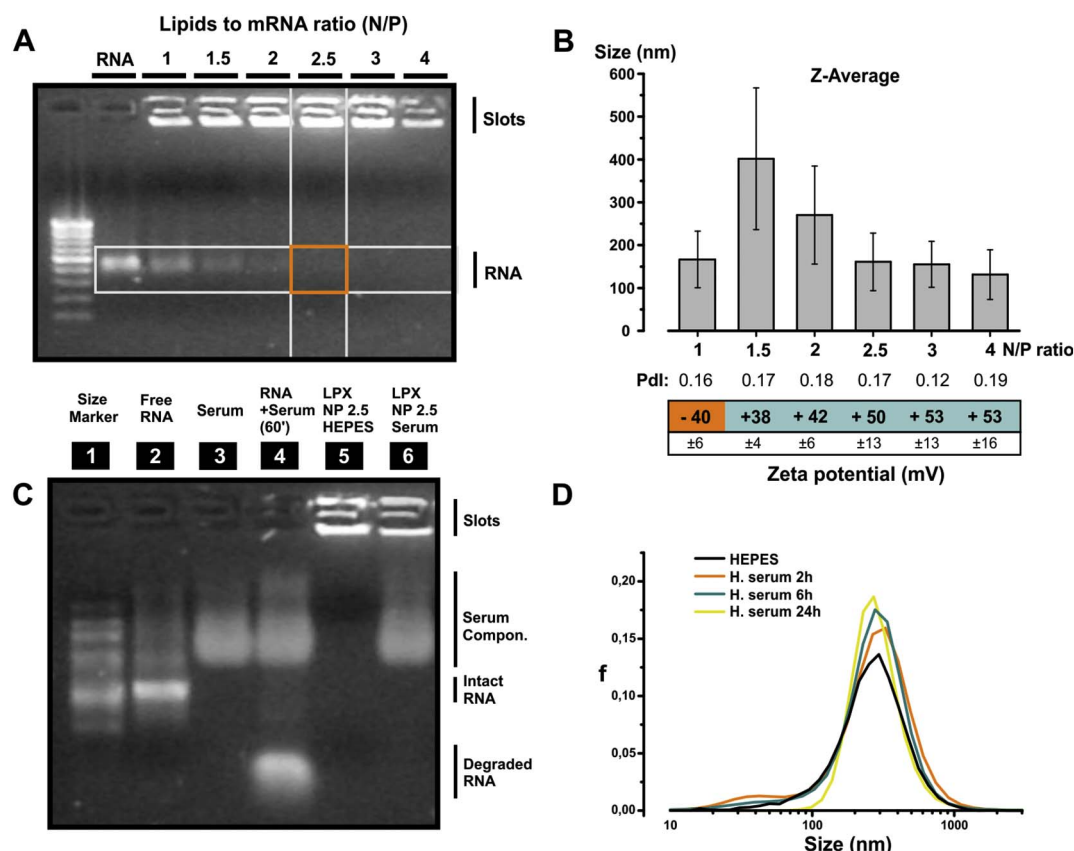 A
Lipids to mRNA ratio (N/P)
RNA 1 1.5 2 2.5 3 4
Slots
RNA
B
Size (nm)
Z-Average
600
500
400
300
200
100
0
1 1.5 2 2.5 3 4 N/P ratio
PdI: 0.16 0.17 0.18 0.17 0.12 0.19
- 40 +38 + 42 + 50 + 53 + 53
±6 ±4 ±6 ±13 ±13 ±16
Zeta potential (mV)
C
Size
Marker
Free
RNA
Serum
RNA
+Serum
(60')
LPX
NP 2.5
HEPES
LPX
NP 2.5
Serum
1 2 3 4 5 6
Slots
Serum
Compon.
Intact
RNA
Degraded
RNA
D
HEPES
H. serum 2h
H. serum 6h
H. serum 24h
0,20
0,15
f
0,10
0,05
0,00
10 100 1000
Size (nm)